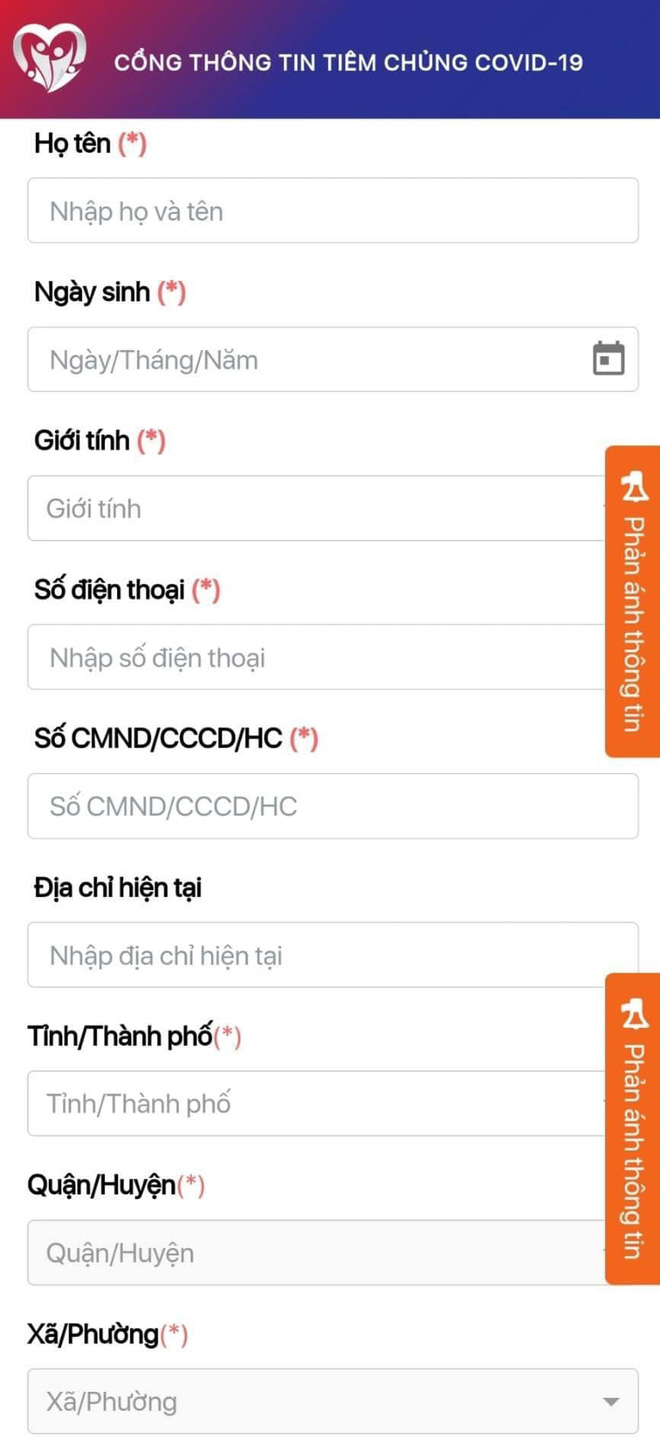 CỔNG THÔNG TIN TIÊM CHỦNG COVID-19
Họ tên (*)
Nhập họ và tên
Ngày sinh (*)
Ngày/Tháng/Năm
Giới tính (*)
Giới tính
Phản ánh thông tin
Số điện thoại (*)
Nhập số điện thoại
Số CMND/CCCD/HC (*)
Số CMND/CCCD/HC
Địa chỉ hiện tại
Nhập địa chỉ hiện tại
Tỉnh/Thành phố(*)
Tỉnh/Thành phố
Phản ánh thông tin
Quận/Huyện(*)
Quận/Huyện
Xã/Phường(*)
Xã/Phường